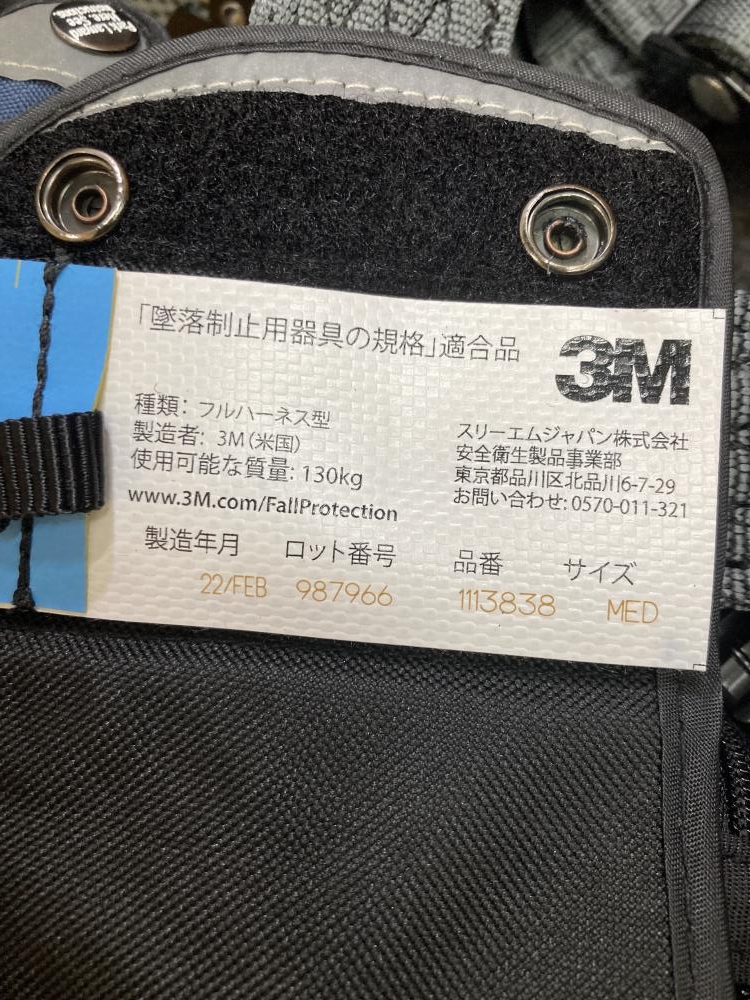 「墜落制止用器具の規格」適合品
3M
種類: フルハーネス型
製造者: 3M(米国)
使用可能な質量: 130kg
www.3M.com/FallProtection
スリーエムジャパン株式会社
安全衛生製品事業部
東京都品川区北品川6-7-29
お問い合わせ: 0570-011-321
製造年月 ロット番号 品番 サイズ
22/FEB 987966 1113838 MED